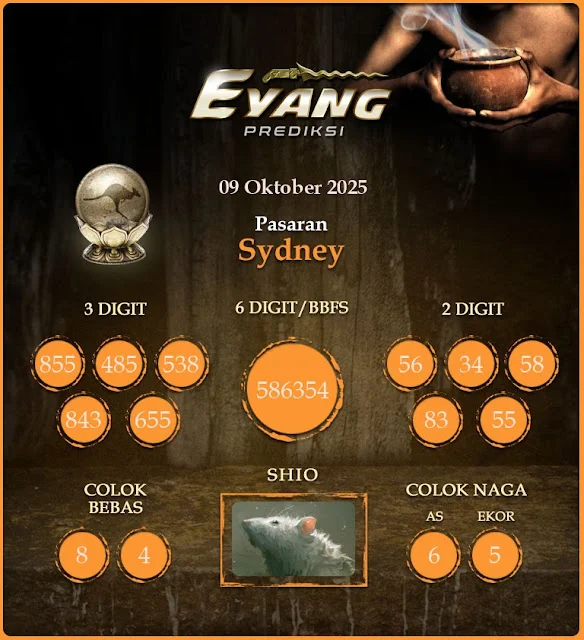 EYANG
PREDIKSI
09 Oktober 2025
Pasaran
Sydney
3 DIGIT
855 485 538
843 655
6 DIGIT/BBFS
586354
2 DIGIT
56 34 58
83 55
COLOK
BEBAS
8 4
SHIO
COLOK NAGA
AS EKOR
6 5